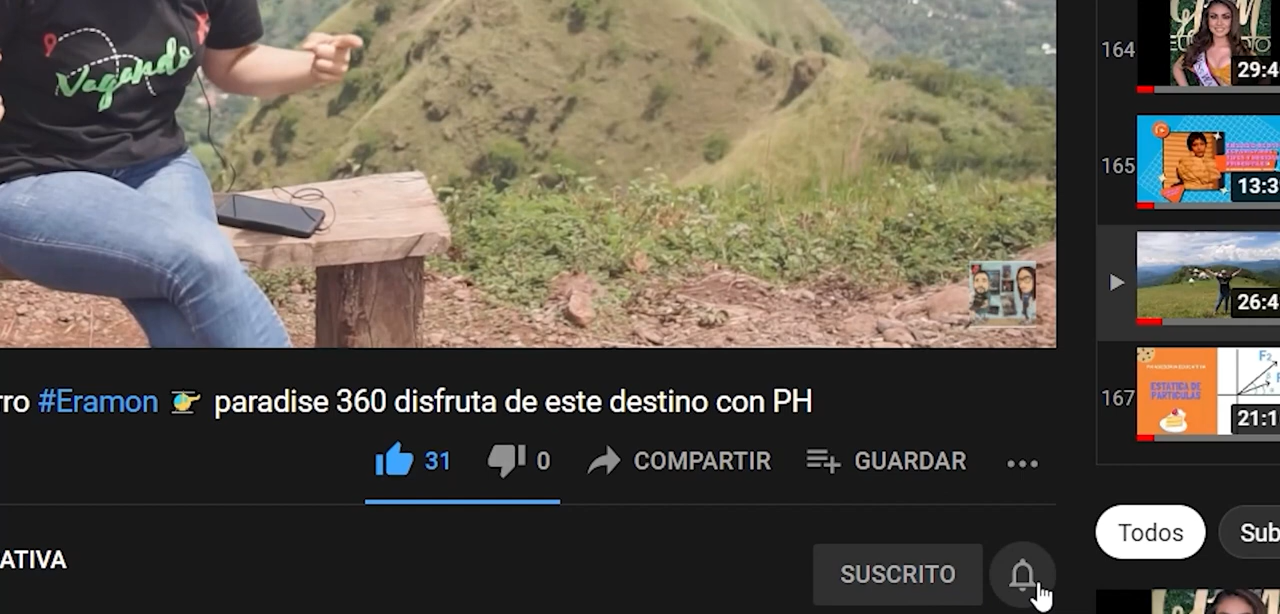 Vagando
rro #Eramon 👉 paradise 360 disfruta de este destino con PH
31
0
COMPARTIR
GUARDAR
ATIVA
SUSCRITO
164
29:4
165
13:3
26:4
167
ESTATICA DE
PARTICULAS
F2
21:1
Todos
Sub